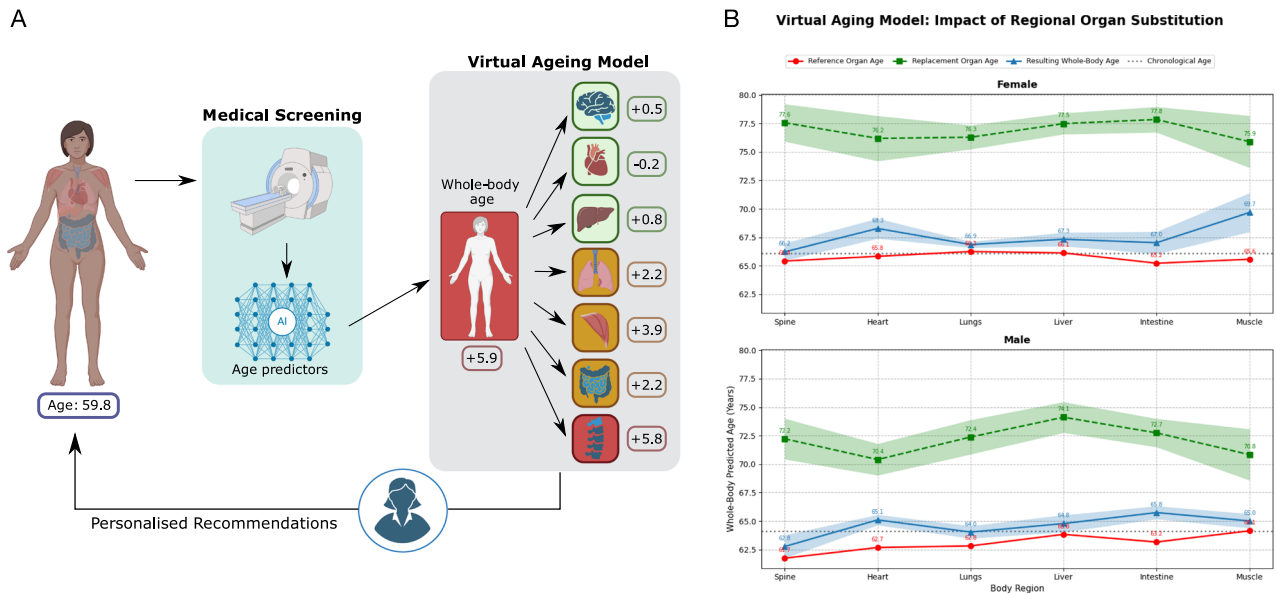 A
Medical Screening
AI
Age predictors
Age: 59.8
Virtual Ageing Model
Whole-body
age
+5.9
+0.5
-0.2
+0.8
+2.2
+3.9
+2.2
+5.8
Personalised Recommendations
B
Virtual Aging Model: Impact of Regional Organ Substitution
Reference Organ Age Replacement Organ Age Resulting Whole-Body Age Chronological Age
Female
80.0
77.5
75.0
72.5
70.0
67.5
65.0
62.5
77.6 76.2 76.3 77.5 77.8 75.9
66.2 68.3 66.9 67.3 67.0 69.7
65.8 66.1 65.2 65.6
Spine Heart Lungs Liver Intestine Muscle
Male
Whole-Body Predicted Age (Years)
80.0
77.5
75.0
72.5
70.0
67.5
65.0
62.5
72.2 70.4 72.4 74.1 72.7 70.8
62.8 65.1 64.0 64.8 65.8 65.0
62.7 63.2
Spine Heart Lungs Liver Intestine Muscle
Body Region